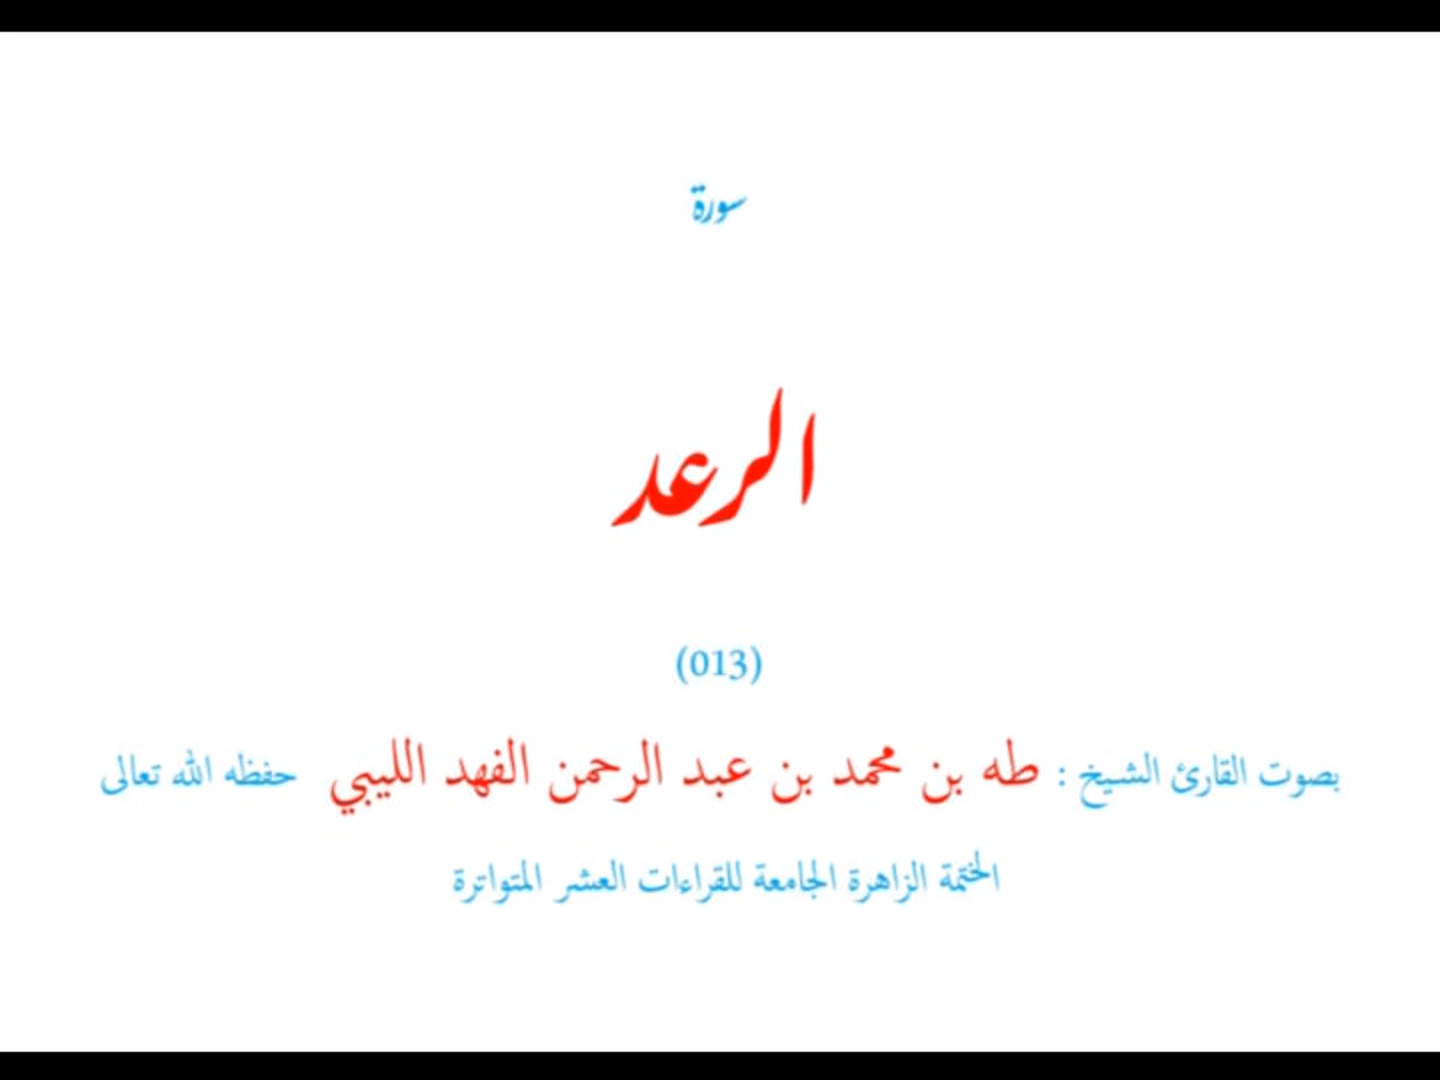 سورة
الرعد
(013)
بصوت القارئ الشيخ : طه بن محمد بن عبد الرحمن الفهد الليبي حفظه الله تعالى
الختمة الزاهرة الجامعة للقراءات العشر المتواترة